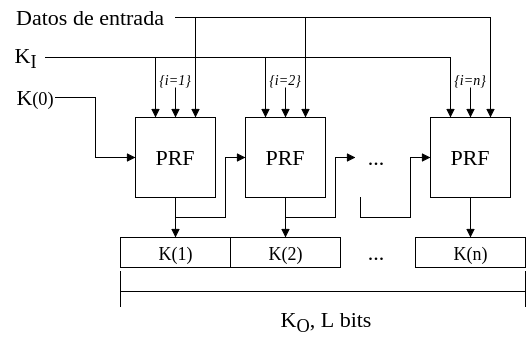 Datos de entrada
K_I
{i=1} {i=2} {i=n}
K(0)
PRF PRF ... PRF
K(1) K(2) ... K(n)
K_O, L bits